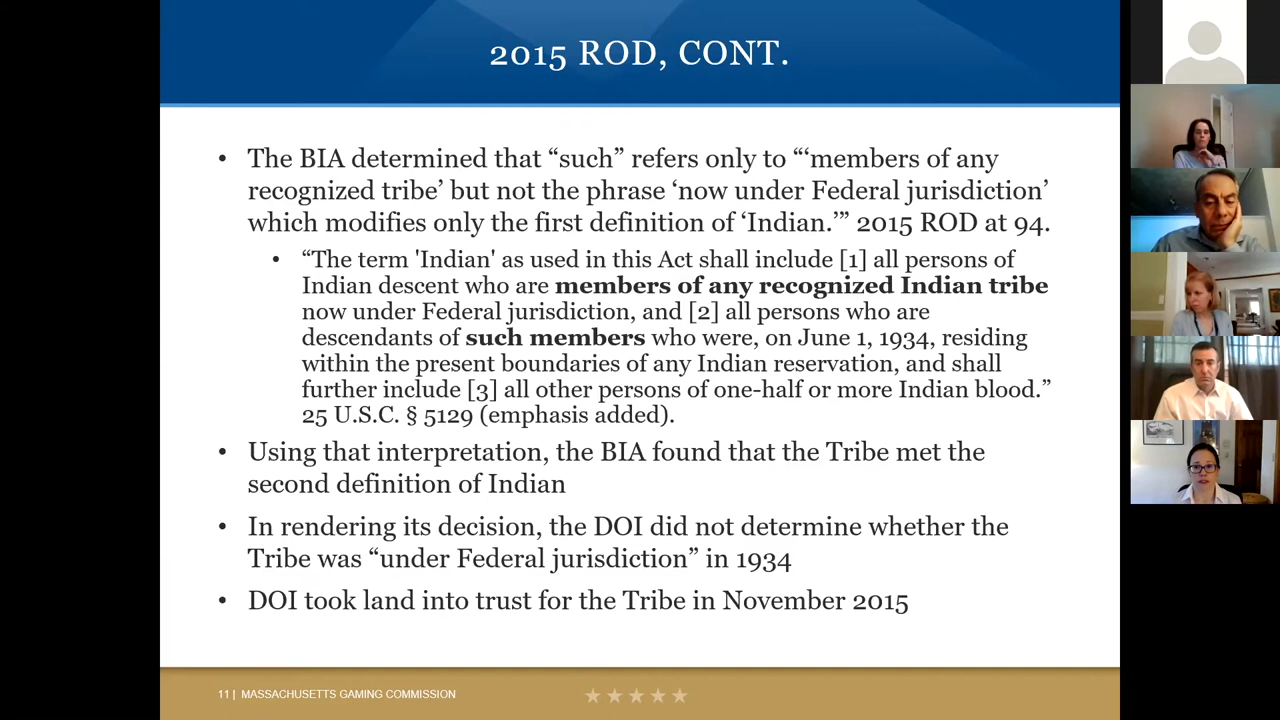 2015 ROD, CONT.
• The BIA determined that “such” refers only to “‘members of any
recognized tribe’ but not the phrase ‘now under Federal jurisdiction’
which modifies only the first definition of ‘Indian.’” 2015 ROD at 94.
• “The term 'Indian' as used in this Act shall include [1] all persons of
Indian descent who are members of any recognized Indian tribe
now under Federal jurisdiction, and [2] all persons who are
descendants of such members who were, on June 1, 1934, residing
within the present boundaries of any Indian reservation, and shall
further include [3] all other persons of one-half or more Indian blood.”
25 U.S.C. § 5129 (emphasis added).
• Using that interpretation, the BIA found that the Tribe met the
second definition of Indian
• In rendering its decision, the DOI did not determine whether the
Tribe was “under Federal jurisdiction” in 1934
• DOI took land into trust for the Tribe in November 2015
11 | MASSACHUSETTS GAMING COMMISSION